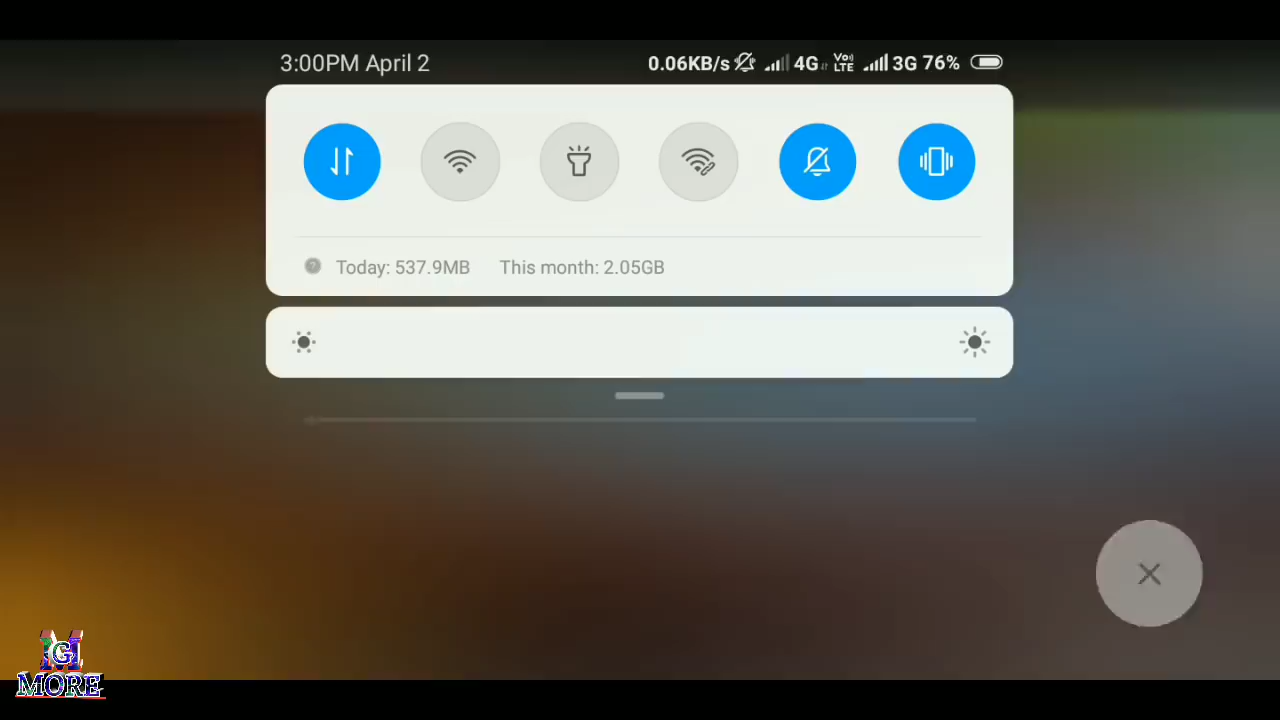 3:00PM April 2 0.06KB/s 4G Vo)) LTE 3G 76%
Today: 537.9MB This month: 2.05GB
MG
MORE